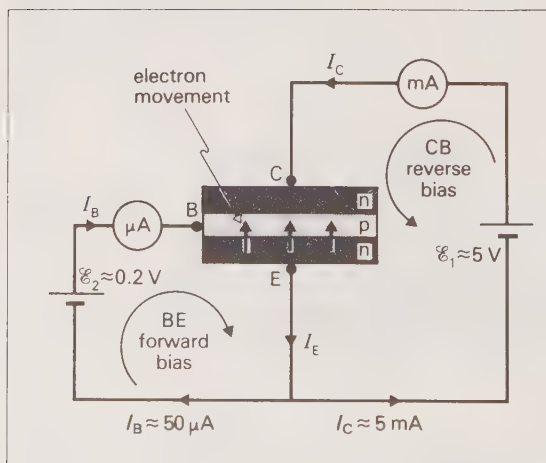 electron
movement
I_C
mA
CB
reverse
bias
C
n
p
n
B
I_B
μA
ℰ₂≈0.2 V
ℰ₁≈5 V
E
BE
forward
bias
I_E
I_B ≈ 50 μA
I_C ≈ 5 mA